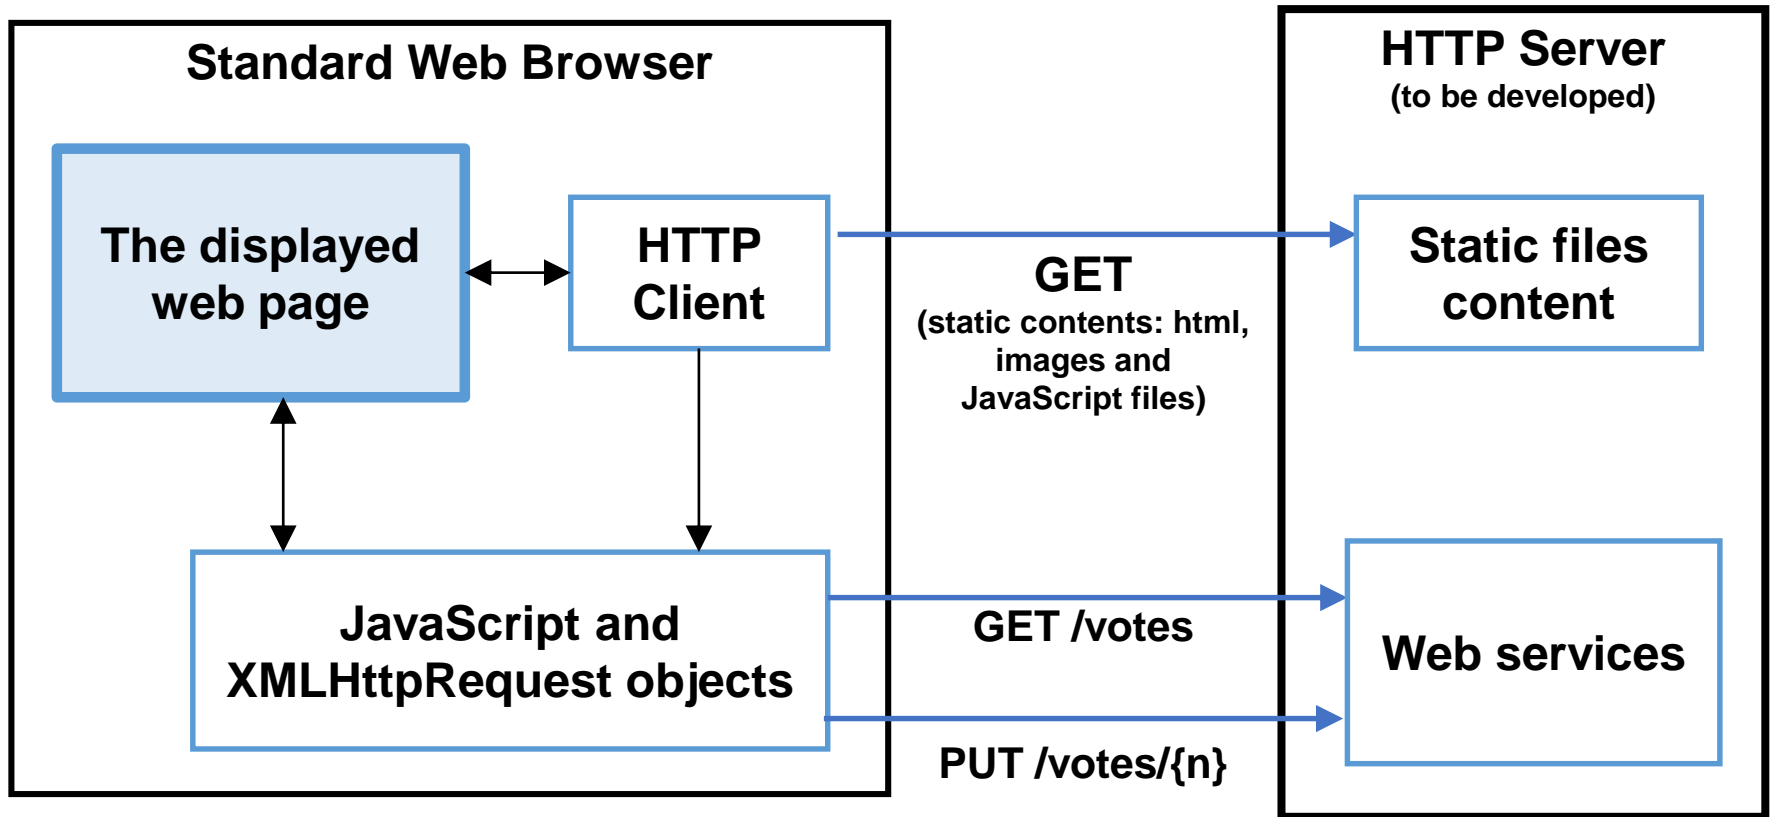 Standard Web Browser
HTTP Server
(to be developed)
The displayed
web page
HTTP
Client
GET
(static contents: html,
images and
JavaScript files)
Static files
content
JavaScript and
XMLHttpRequest objects
GET /votes
PUT /votes/{n}
Web services